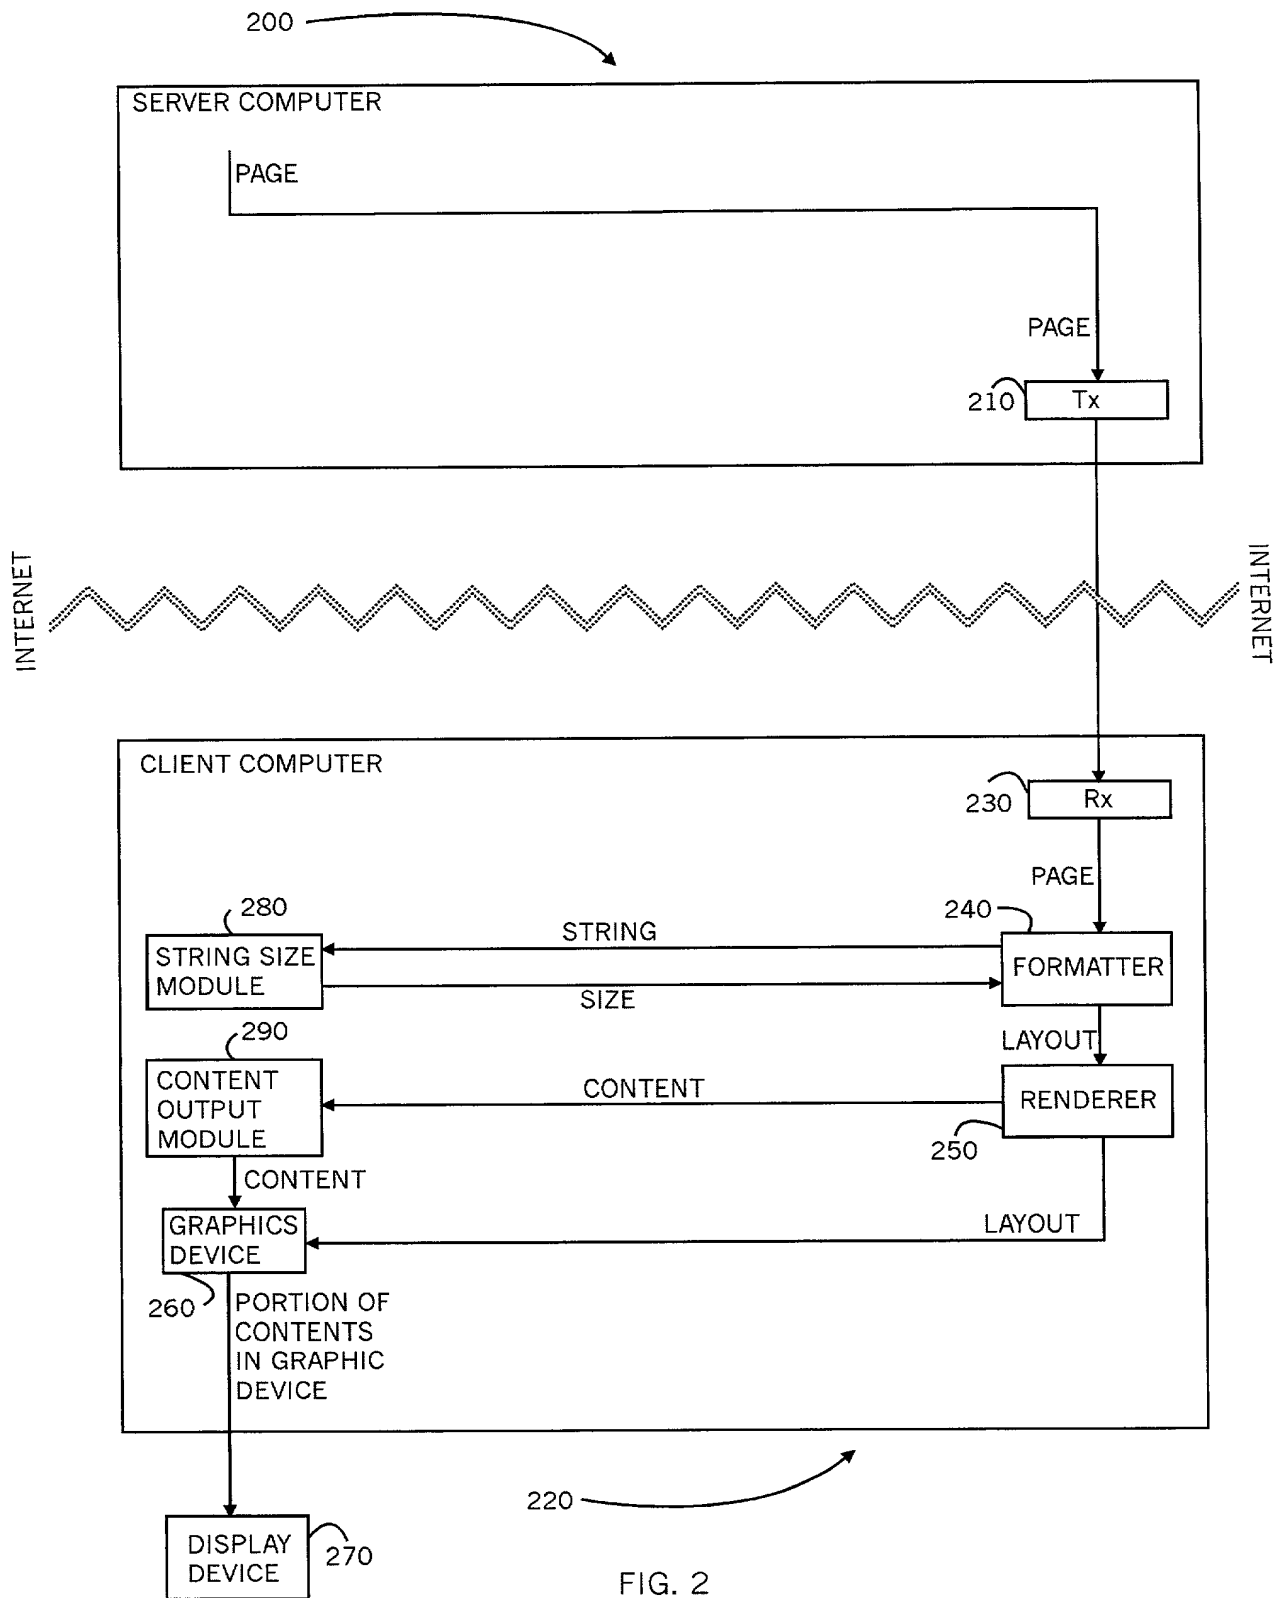 200
SERVER COMPUTER
PAGE
PAGE
210
Tx
INTERNET
INTERNET
CLIENT COMPUTER
230
Rx
PAGE
280
240
STRING
STRING SIZE
MODULE
FORMATTER
SIZE
290
LAYOUT
CONTENT
OUTPUT
MODULE
CONTENT
RENDERER
250
CONTENT
GRAPHICS
DEVICE
LAYOUT
260
PORTION OF
CONTENTS
IN GRAPHIC
DEVICE
220
DISPLAY
DEVICE
270
FIG. 2